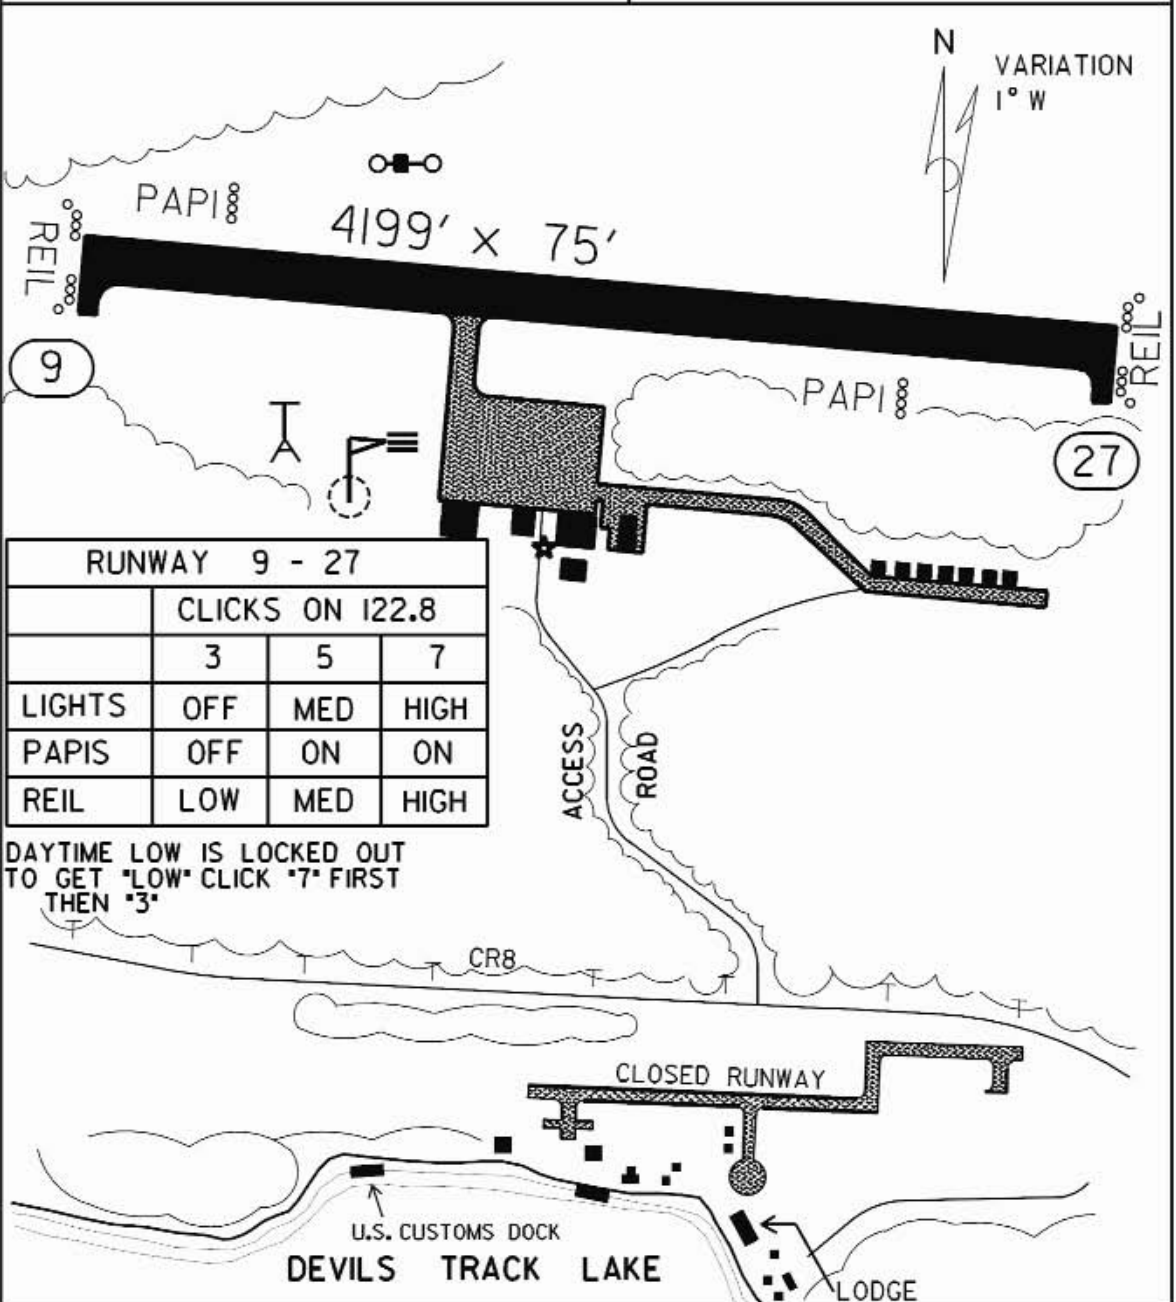 N
VARIATION
1° W
PAPI
4199' x 75'
REIL
REIL
9
PAPI
27
RUNWAY 9 - 27
CLICKS ON 122.8
3 5 7
LIGHTS OFF MED HIGH
PAPIS OFF ON ON
REIL LOW MED HIGH
ACCESS ROAD
DAYTIME LOW IS LOCKED OUT
TO GET "LOW" CLICK "7" FIRST
THEN "3"
CR8
CLOSED RUNWAY
U.S. CUSTOMS DOCK
DEVILS TRACK LAKE
LODGE